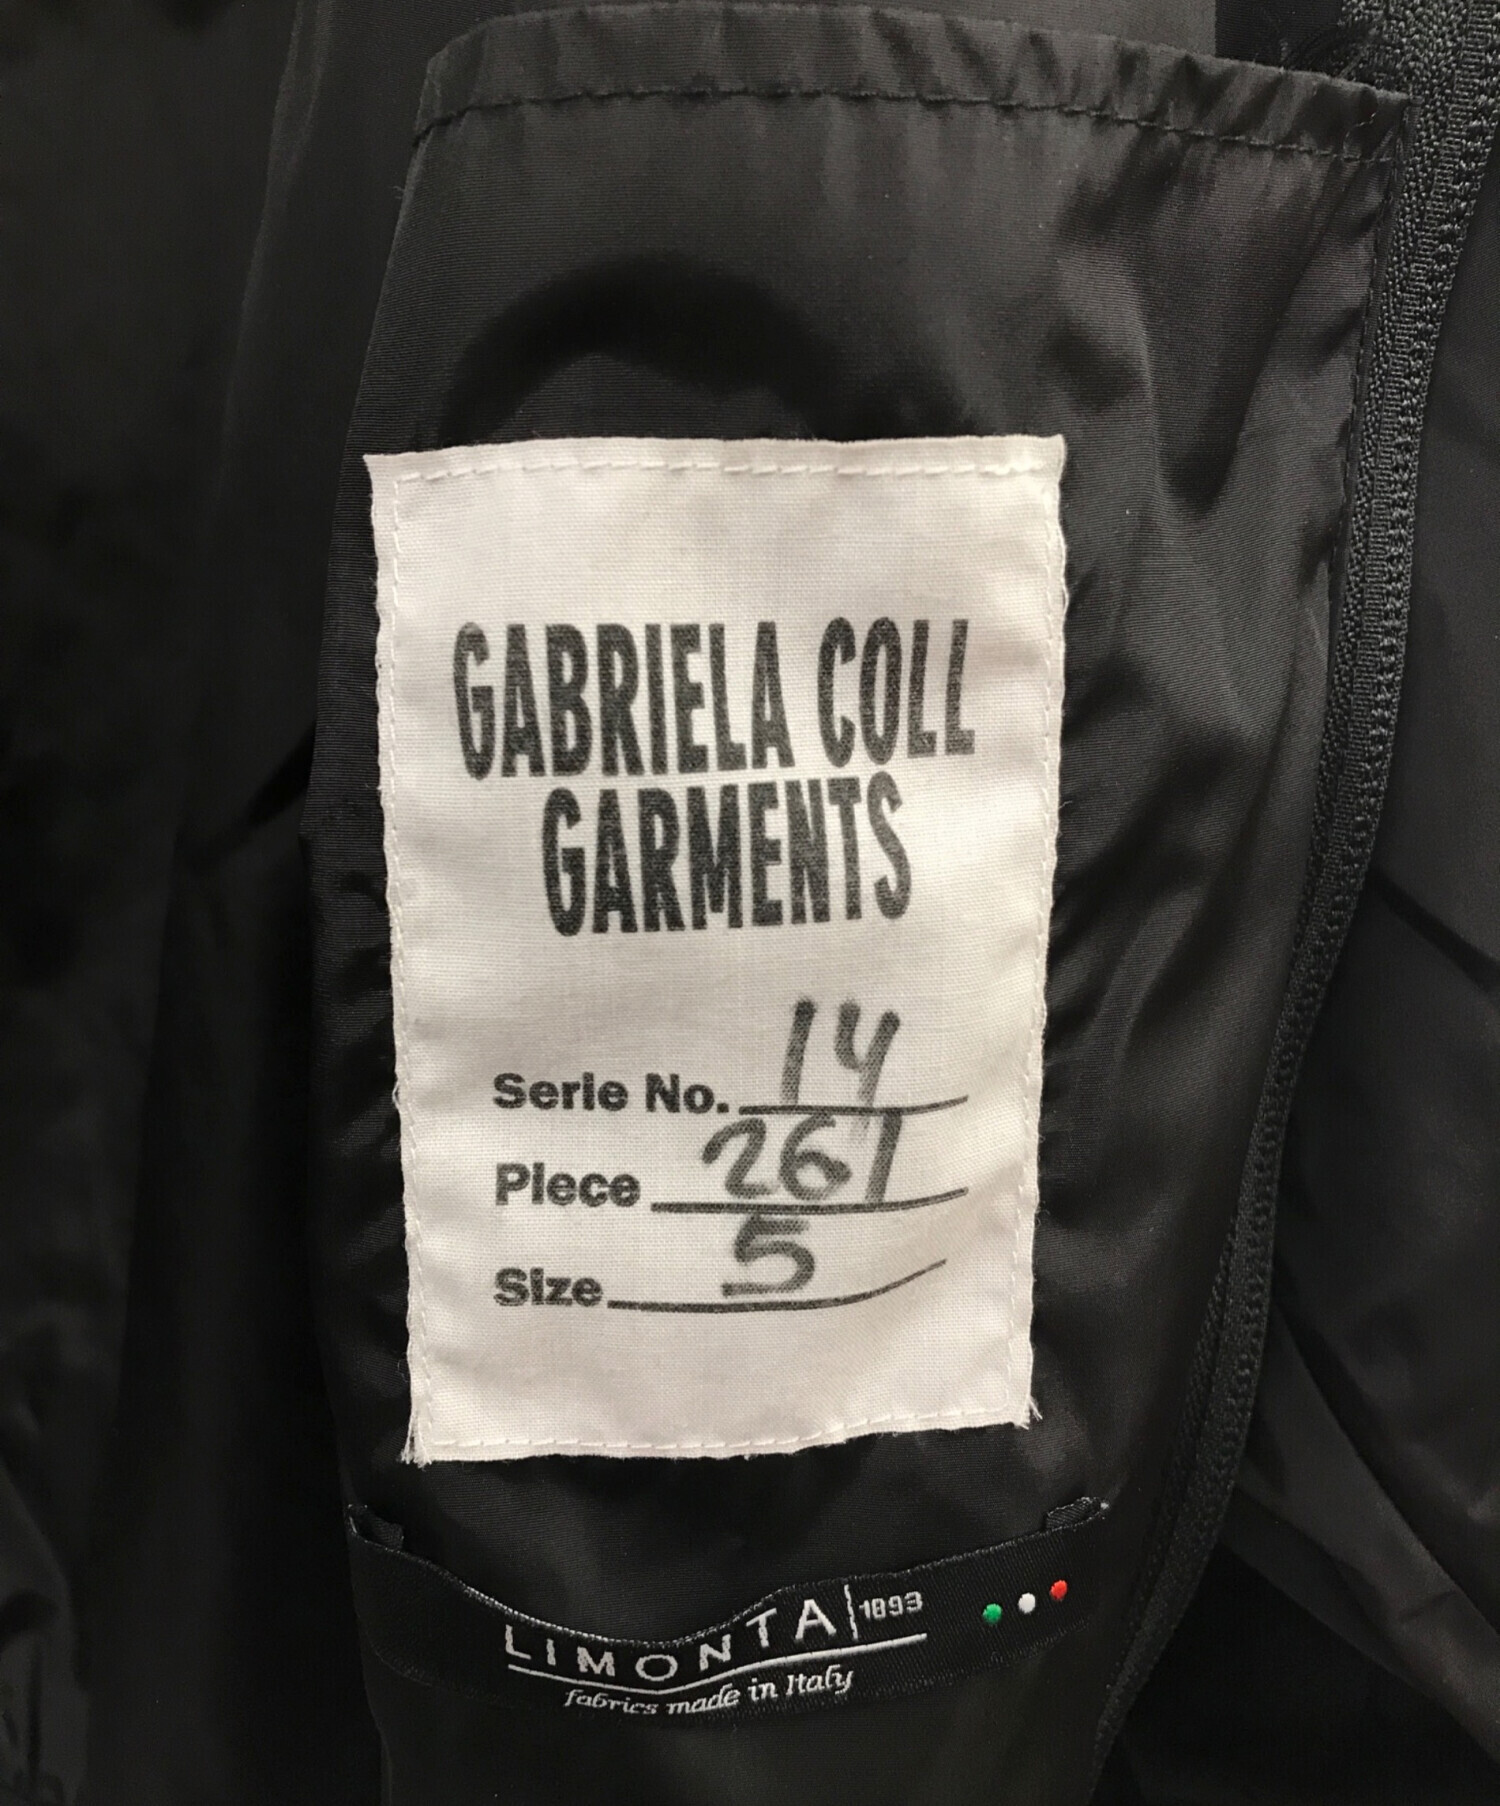 GABRIELA COLL
GARMENTS
Serie No. 14
Piece 261
Size 5
LIMONTA | 1893
fabrics made in Italy